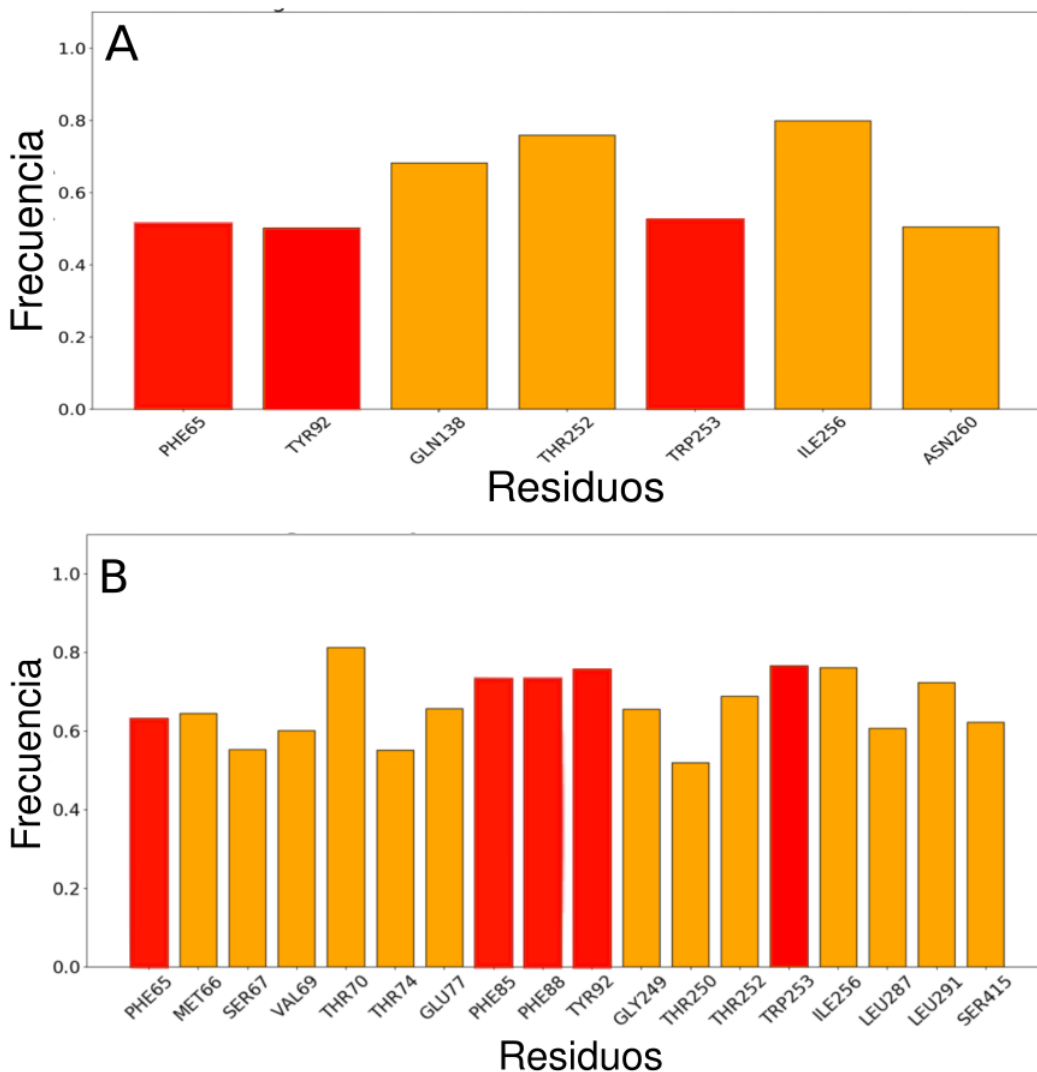 A
1.0
0.8
0.6
0.4
0.2
0.0
Frecuencia
PHE65 TYR92 GLN138 THR252 TRP253 ILE256 ASN260
Residuos
B
1.0
0.8
0.6
0.4
0.2
0.0
Frecuencia
PHE65 MET66 SER67 VAL69 THR70 THR74 GLU77 PHE85 PHE88 TYR92 GLY249 THR250 THR252 TRP253 ILE256 LEU287 LEU291 SER415
Residuos